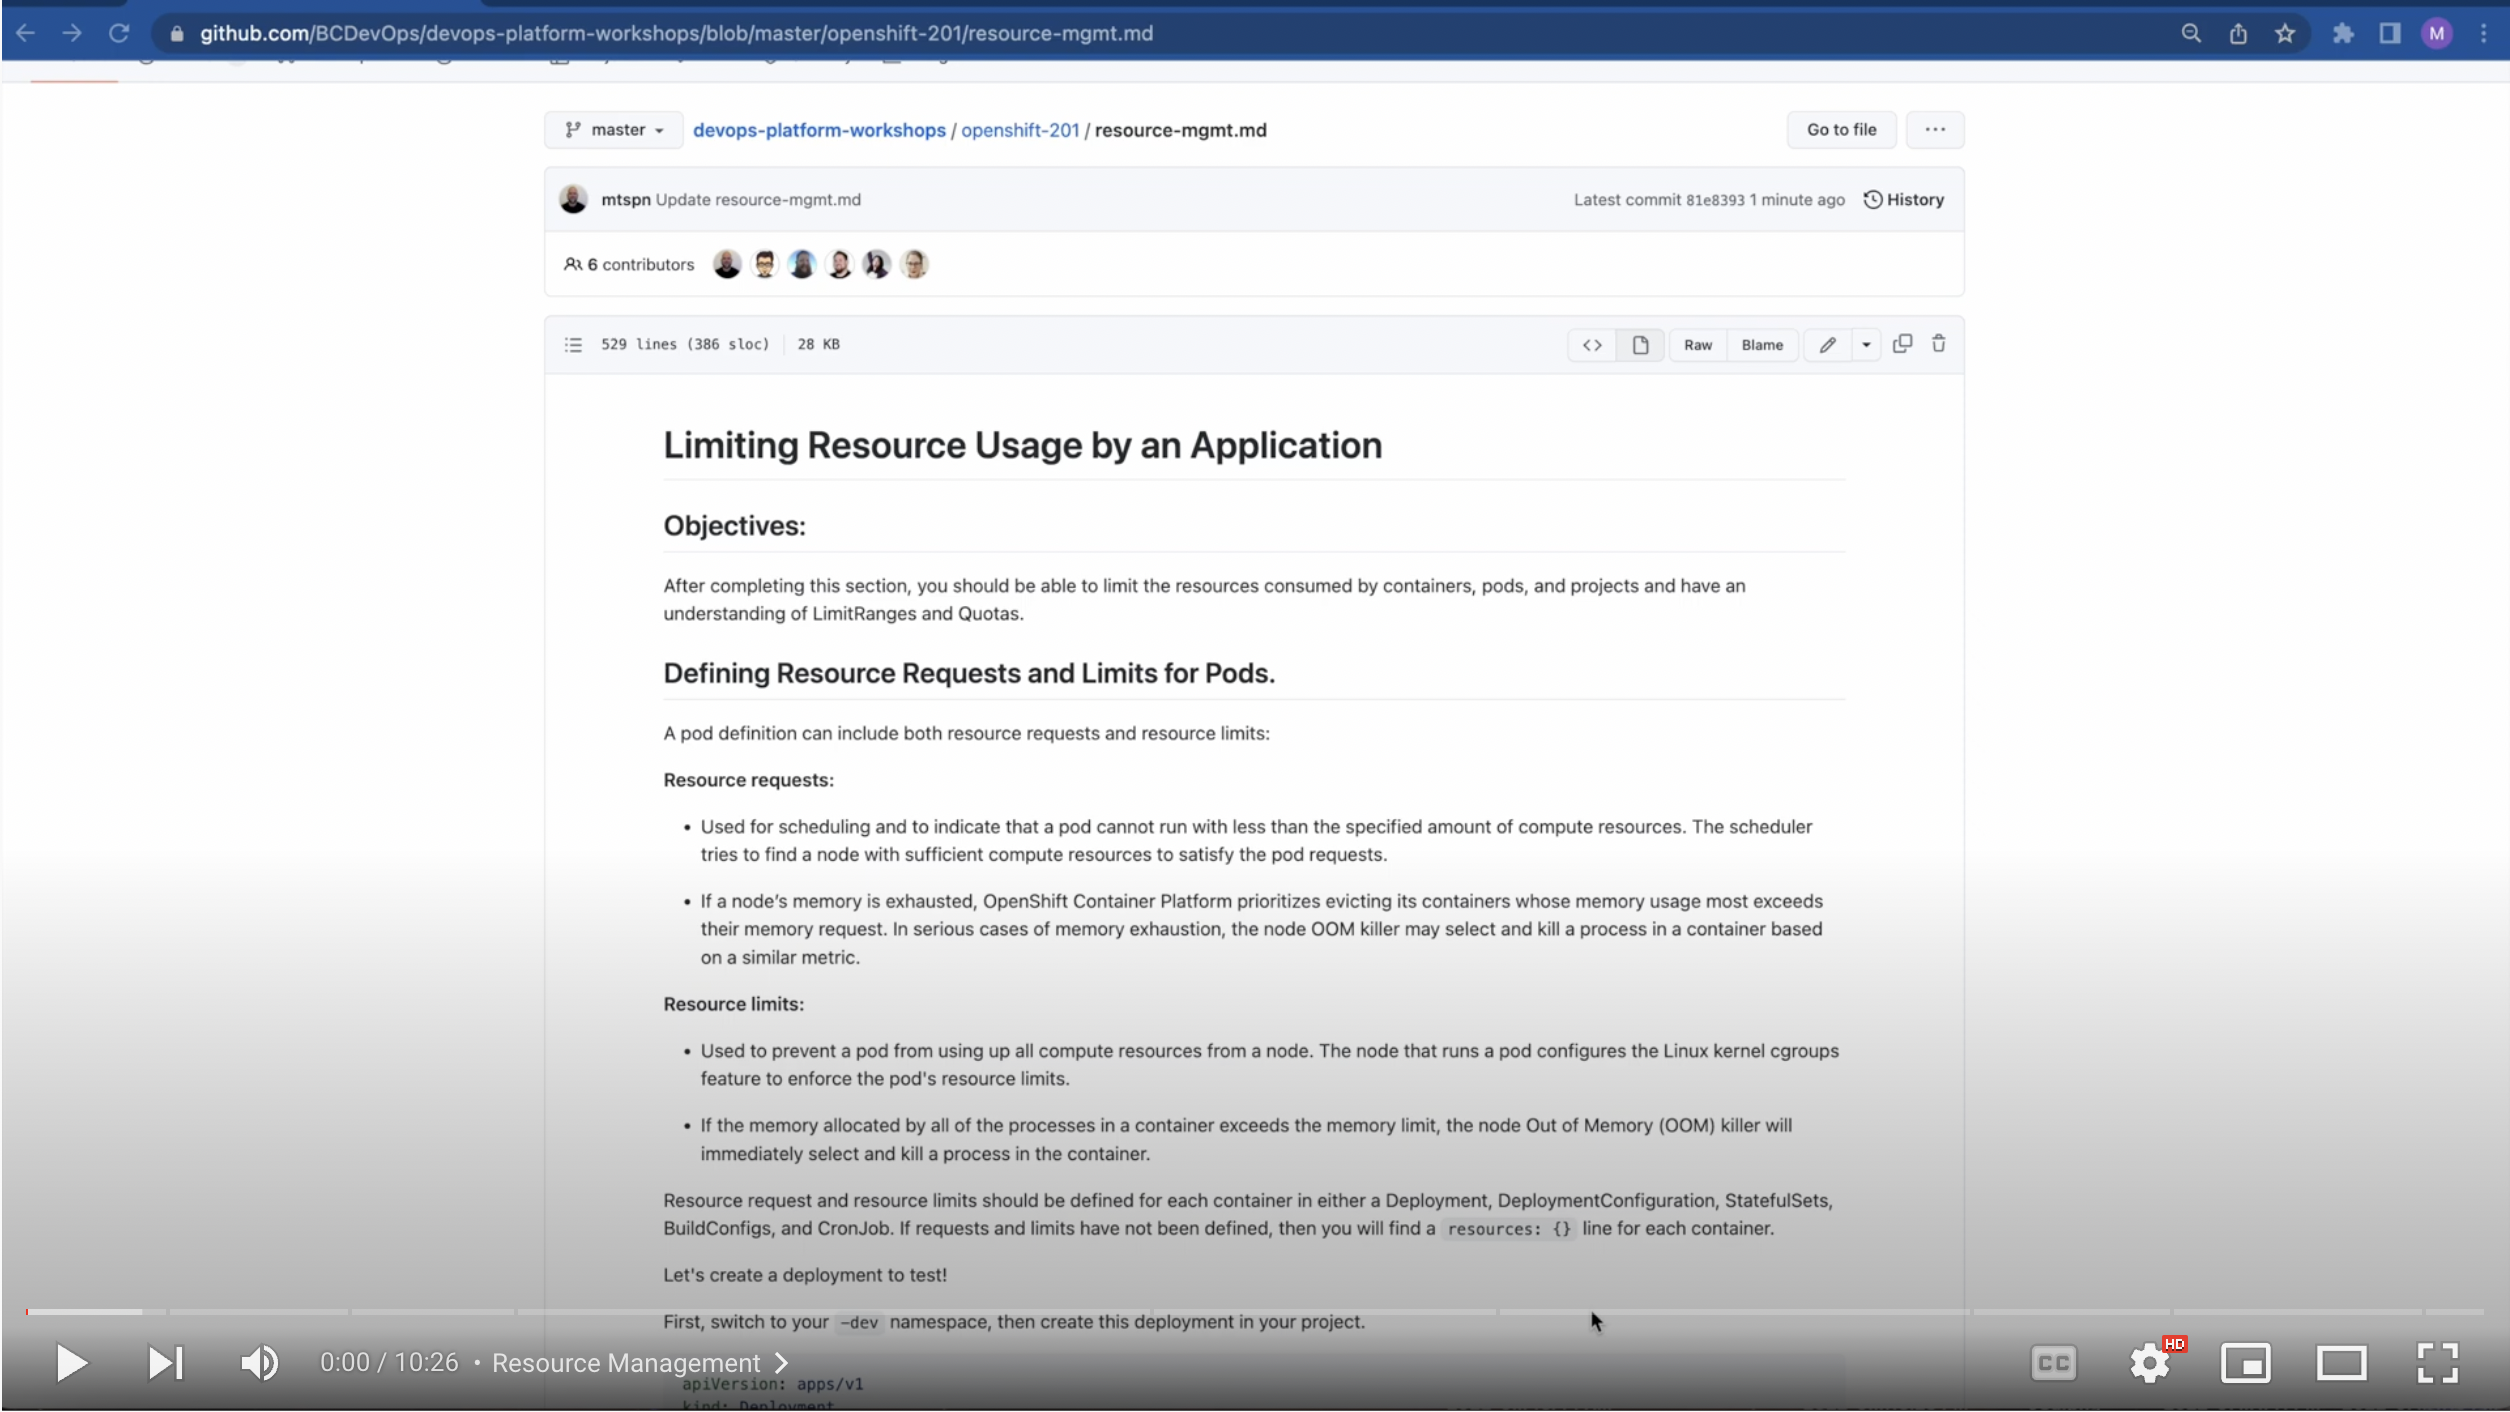 github.com/BCDevOps/devops-platform-workshops/blob/master/openshift-201/resource-mgmt.md
M
master
devops-platform-workshops / openshift-201 / resource-mgmt.md
Go to file
...
mtspn Update resource-mgmt.md
Latest commit 81e8393 1 minute ago
History
6 contributors
529 lines (386 sloc)
28 KB
<>
Raw
Blame
Limiting Resource Usage by an Application
Objectives:
After completing this section, you should be able to limit the resources consumed by containers, pods, and projects and have an
understanding of LimitRanges and Quotas.
Defining Resource Requests and Limits for Pods.
A pod definition can include both resource requests and resource limits:
Resource requests:
• Used for scheduling and to indicate that a pod cannot run with less than the specified amount of compute resources. The scheduler
tries to find a node with sufficient compute resources to satisfy the pod requests.
• If a node’s memory is exhausted, OpenShift Container Platform prioritizes evicting its containers whose memory usage most exceeds
their memory request. In serious cases of memory exhaustion, the node OOM killer may select and kill a process in a container based
on a similar metric.
Resource limits:
• Used to prevent a pod from using up all compute resources from a node. The node that runs a pod configures the Linux kernel cgroups
feature to enforce the pod's resource limits.
• If the memory allocated by all of the processes in a container exceeds the memory limit, the node Out of Memory (OOM) killer will
immediately select and kill a process in the container.
Resource request and resource limits should be defined for each container in either a Deployment, DeploymentConfiguration, StatefulSets,
BuildConfigs, and CronJob. If requests and limits have not been defined, then you will find a resources: {} line for each container.
Let's create a deployment to test!
First, switch to your -dev namespace, then create this deployment in your project.
0:00 / 10:26 • Resource Management
CC
HD
apiVersion: apps/v1
kind: Deployment